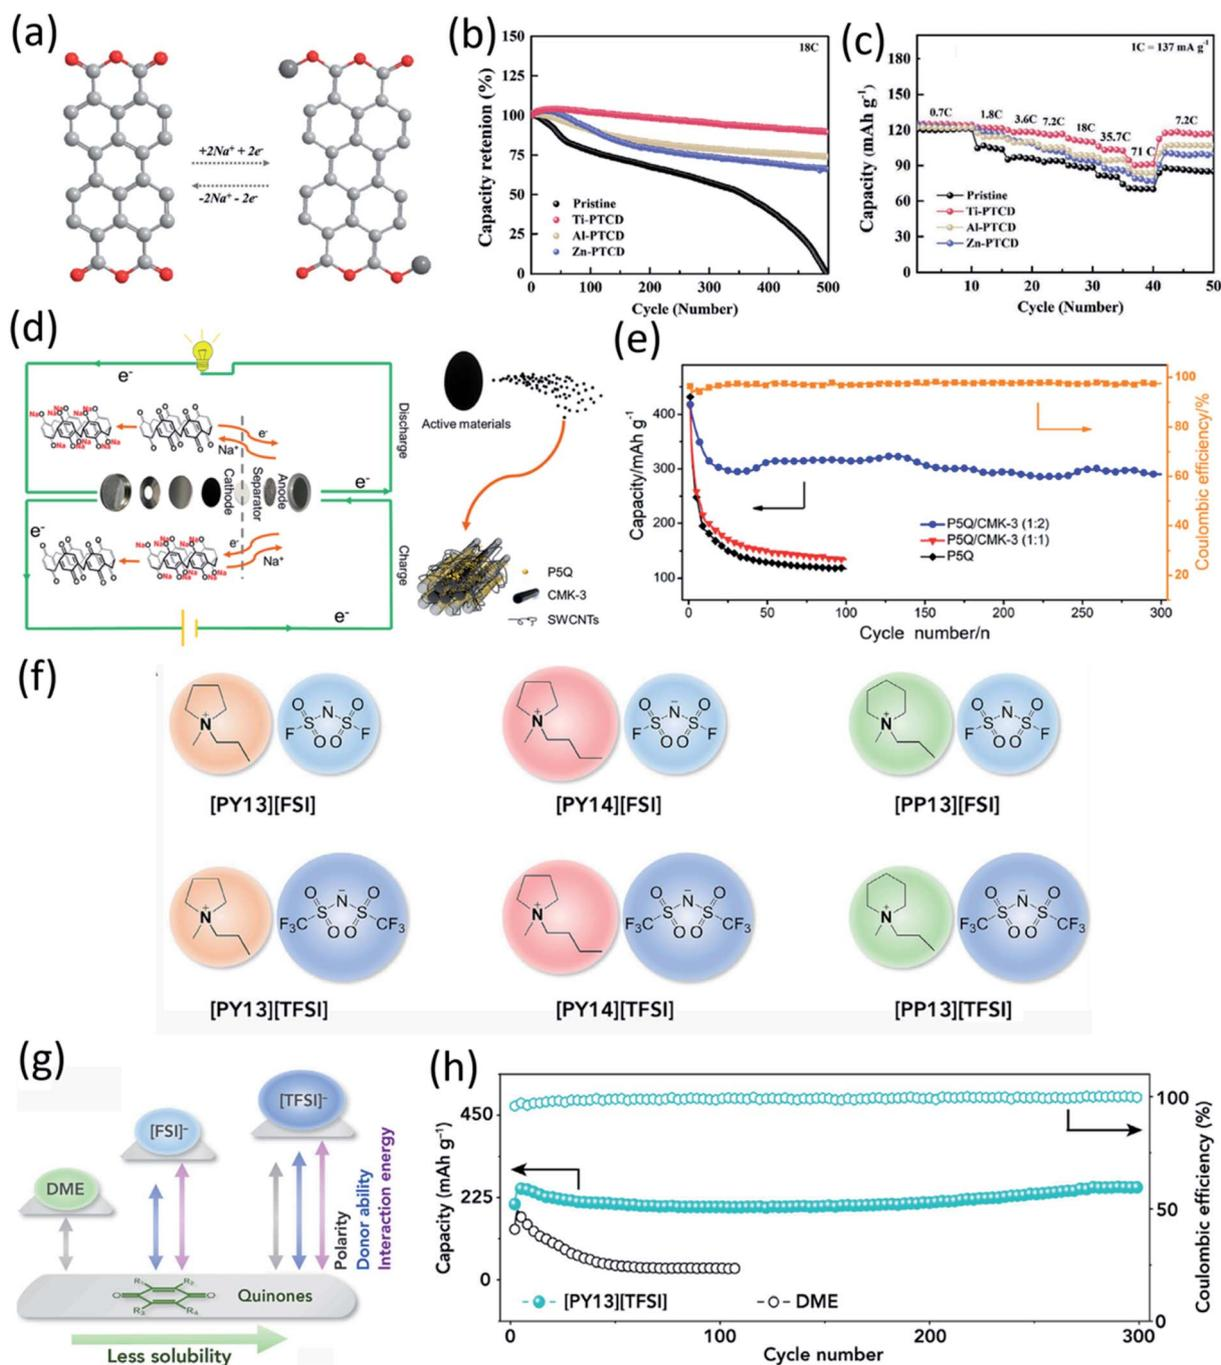 (a)
+2Na⁺ + 2e⁻
-2Na⁺ - 2e⁻
(b)
150
125
100
75
50
25
0
Capacity retenion (%)
18C
Pristine
Ti-PTCD
Al-PTCD
Zn-PTCD
0 100 200 300 400 500
Cycle (Number)
(c)
180
150
120
90
60
30
0
Capacity (mAh g⁻¹)
1C = 137 mA g⁻¹
0.7C
1.8C
3.6C
7.2C
18C
35.7C
71 C
7.2C
Pristine
Ti-PTCD
Al-PTCD
Zn-PTCD
10 20 30 40 50
Cycle (Number)
(d)
e⁻
e⁻
Na⁺
Discharge
Cathode
Separator
Anode
e⁻
e⁻
e⁻
Na⁺
Charge
e⁻
Active materials
P5Q
CMK-3
SWCNTs
(e)
400
300
200
100
Capacity/mAh g⁻¹
P5Q/CMK-3 (1:2)
P5Q/CMK-3 (1:1)
P5Q
100
80
60
40
20
Coulombic efficiency/%
0 50 100 150 200 250 300
Cycle number/n
(f)
[PY13][FSI]
[PY14][FSI]
[PP13][FSI]
[PY13][TFSI]
[PY14][TFSI]
[PP13][TFSI]
(g)
DME
[FSI]⁻
[TFSI]⁻
Polarity
Donor ability
Interaction energy
R₁ R₂
O O
R₃ R₄
Quinones
Less solubility
(h)
450
225
0
Capacity (mAh g⁻¹)
[PY13][TFSI]
DME
100
50
0
Coulombic efficiency (%)
0 100 200 300
Cycle number